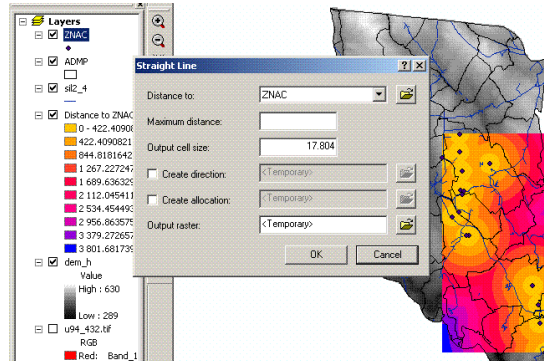 Layers
ZNAC
ADMP
sil2_4
Distance to ZNAC
0 - 422.4090
422.4090821
844.8181642
1 267.227247
1 689.636329
2 112.045411
2 534.454493
2 956.863575
3 379.272657
3 801.681739
dem_h
Value
High : 630
Low : 289
u94_432.tif
RGB
Red: Band_1
Straight Line
Distance to:
ZNAC
Maximum distance:
Output cell size:
17.804
Create direction:
<Temporary>
Create allocation:
<Temporary>
Output raster:
<Temporary>
OK
Cancel